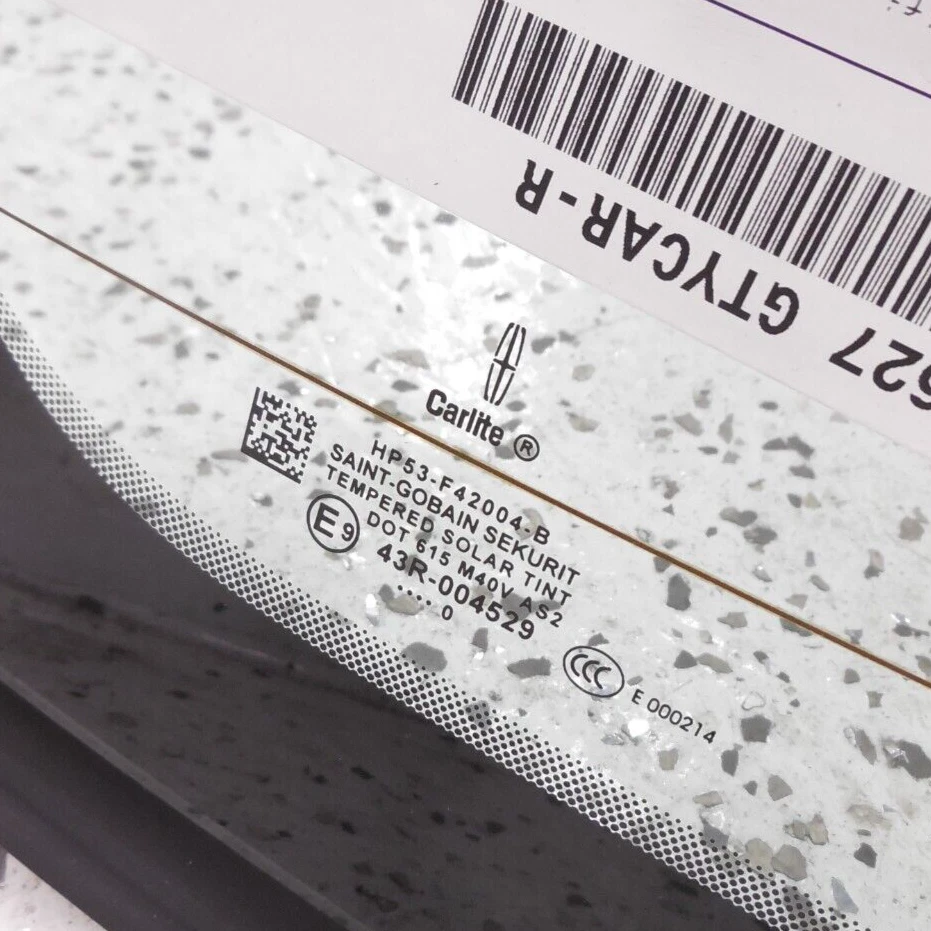 627 GTYCAR-R
Carlite ®
HP53-F42004-B
SAINT-GOBAIN SEKURIT
TEMPERED SOLAR TINT
DOT 615 M40V AS2
E9
43R-004529
.... 0
CCC
E 000214